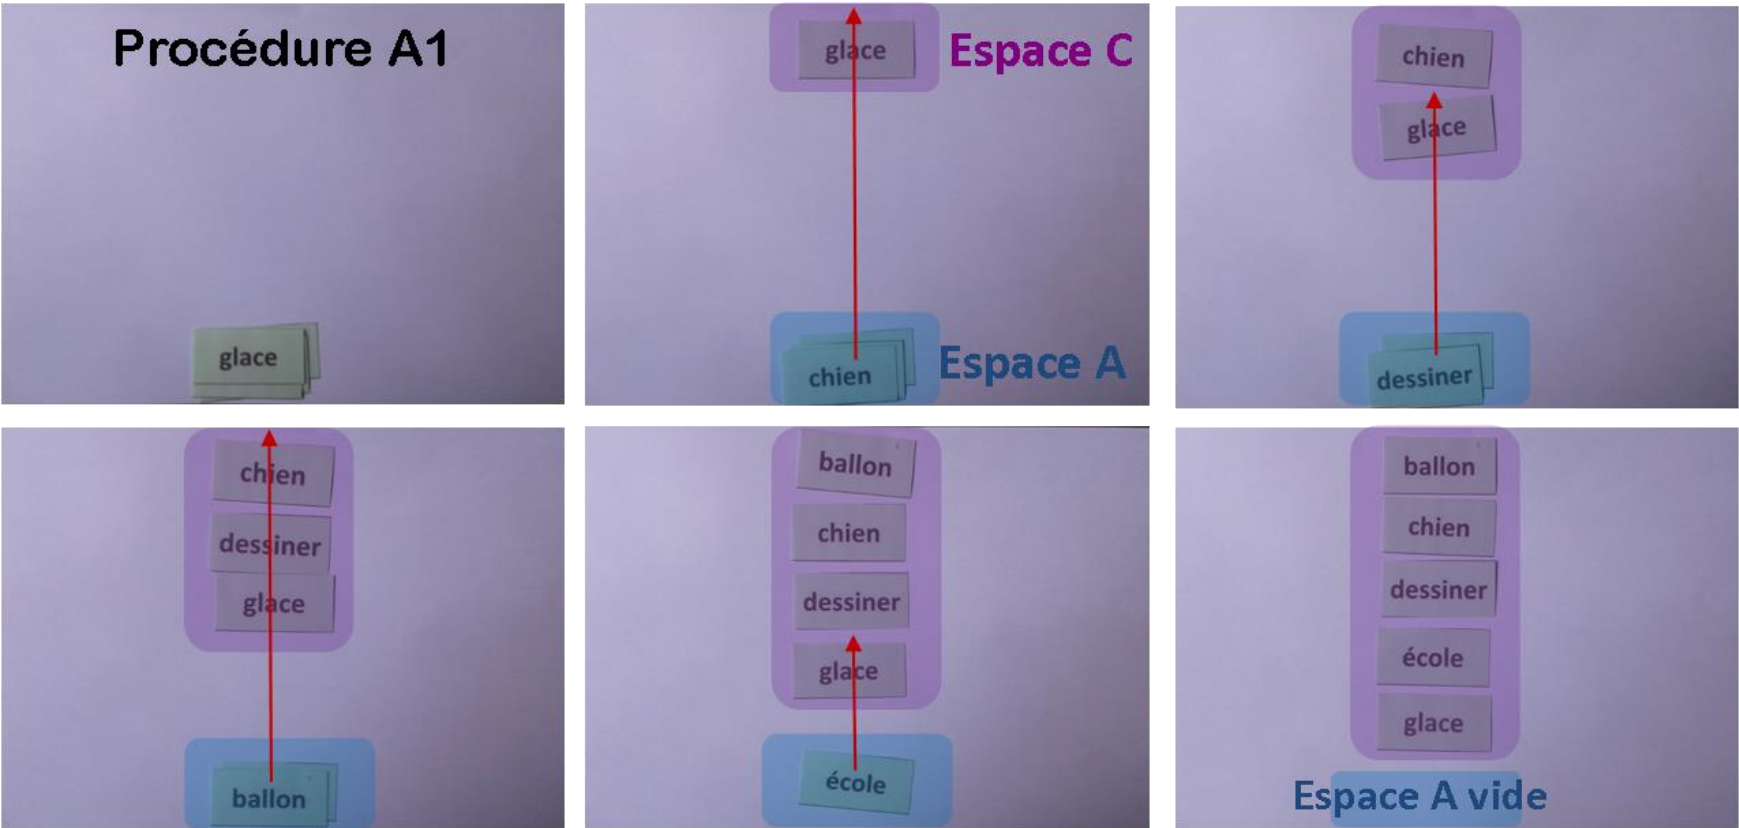 Procédure A1
glace
glace
Espace C
chien
Espace A
chien
glace
dessiner
chien
dessiner
glace
ballon
ballon
chien
dessiner
glace
école
ballon
chien
dessiner
école
glace
Espace A vide